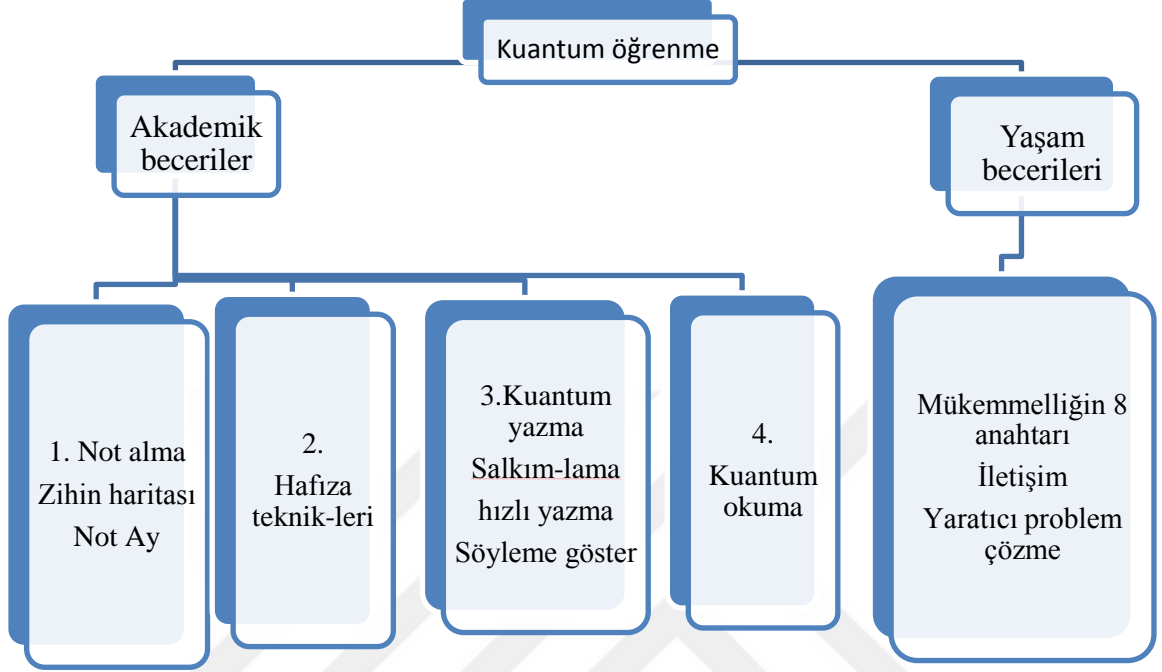 Kuantum öğrenme
Akademik
beceriler
Yaşam
becerileri
1. Not alma
Zihin haritası
Not Ay
2.
Hafıza
teknik-leri
3.Kuantum
yazma
Salkım-lama
hızlı yazma
Söyleme göster
4.
Kuantum
okuma
Mükemmelliğin 8
anahtarı
İletişim
Yaratıcı problem
çözme